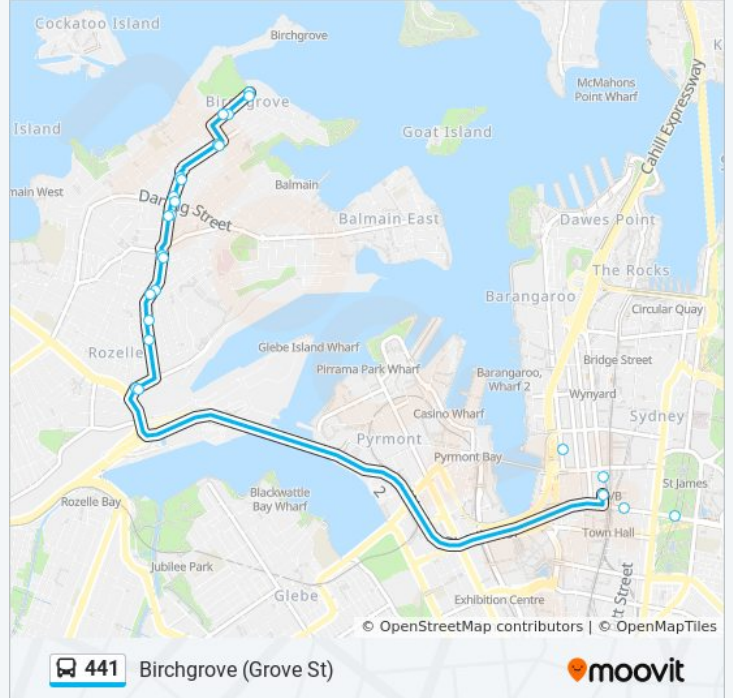 Cockatoo Island
Birchgrove
McMahons
Point Wharf
Cahill Expressway
Birchgrove
Island
Goat Island
main West
Balmain
Darling Street
Balmain East
Dawes Point
The Rocks
Barangaroo
Circular Quay
Glebe Island Wharf
Rozelle
Pirrama Park Wharf
Barangaroo,
Wharf 2
Bridge Street
Wynyard
Casino Wharf
Sydney
Pyrmont
Pyrmont Bay
St James
2
Blackwattle
Bay Wharf
Rozelle Bay
Town Hall
Jubilee Park
Glebe
Exhibition Centre
tt Street
© OpenStreetMap contributors | © OpenMapTiles
441 Birchgrove (Grove St)
moovit